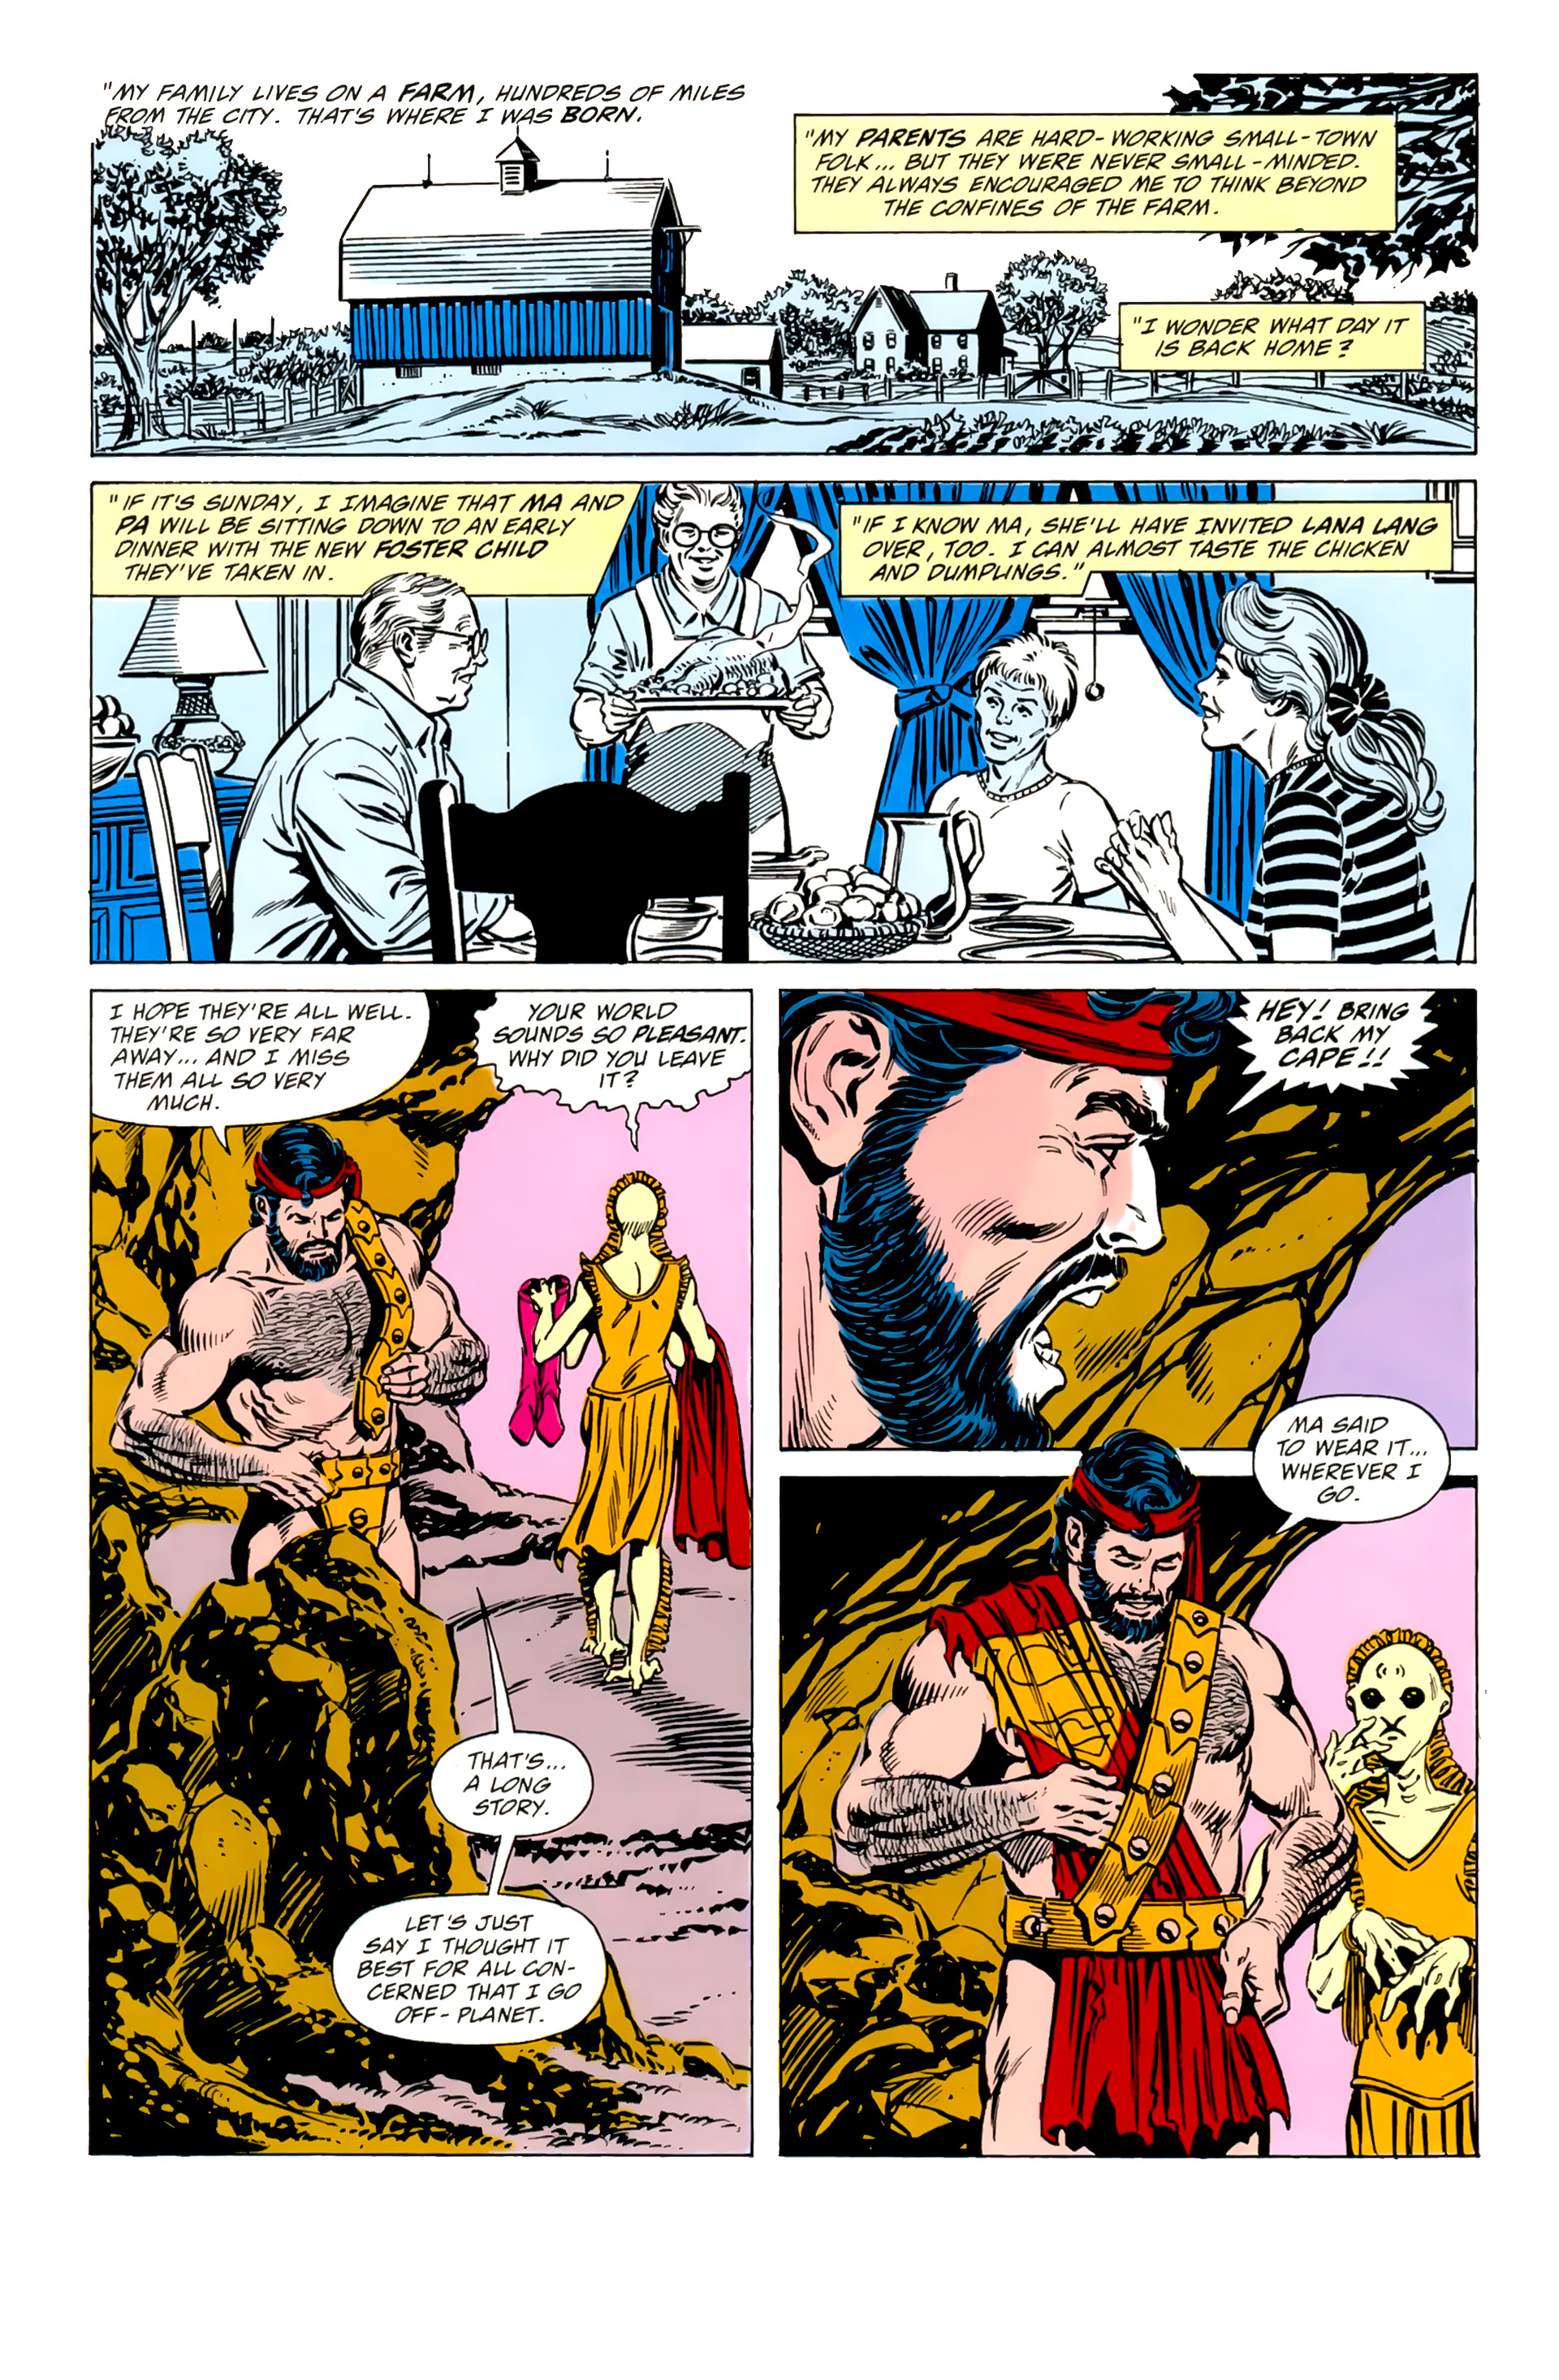 "MY FAMILY LIVES ON A FARM, HUNDREDS OF MILES
FROM THE CITY. THAT'S WHERE I WAS BORN.
"MY PARENTS ARE HARD-WORKING SMALL-TOWN
FOLK... BUT THEY WERE NEVER SMALL-MINDED.
THEY ALWAYS ENCOURAGED ME TO THINK BEYOND
THE CONFINES OF THE FARM.
"I WONDER WHAT DAY IT
IS BACK HOME?
"IF IT'S SUNDAY, I IMAGINE THAT MA AND
PA WILL BE SITTING DOWN TO AN EARLY
DINNER WITH THE NEW FOSTER CHILD
THEY'VE TAKEN IN.
"IF I KNOW MA, SHE'LL HAVE INVITED LANA LANG
OVER, TOO. I CAN ALMOST TASTE THE CHICKEN
AND DUMPLINGS."
I HOPE THEY'RE ALL WELL.
THEY'RE SO VERY FAR
AWAY... AND I MISS
THEM ALL SO VERY
MUCH.
YOUR WORLD
SOUNDS SO PLEASANT.
WHY DID YOU LEAVE
IT?
THAT'S...
A LONG
STORY.
LET'S JUST
SAY I THOUGHT IT
BEST FOR ALL CON-
CERNED THAT I GO
OFF-PLANET.
HEY! BRING
BACK MY
CAPE!!
MA SAID
TO WEAR IT...
WHEREVER I
GO.